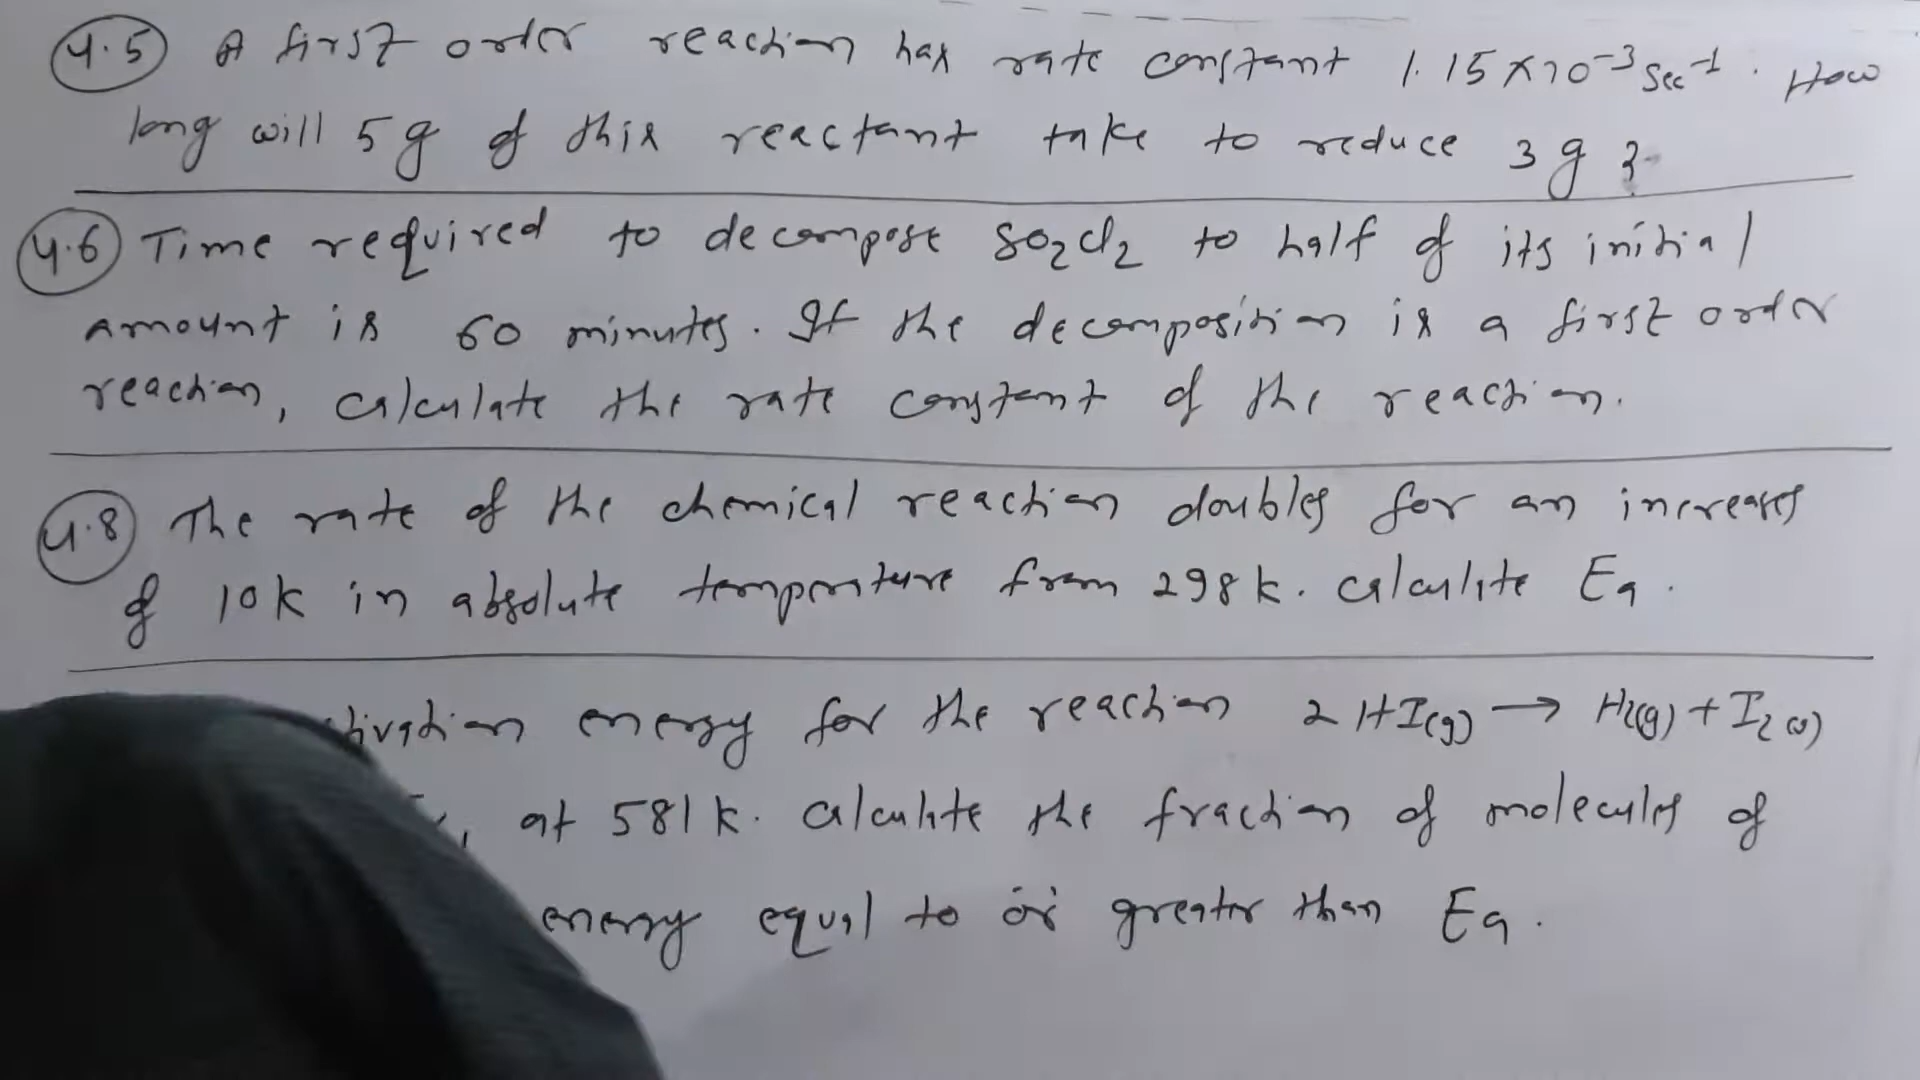 4.5 A first order reaction has rate constant 1.15×10⁻³ sec⁻¹. How
long will 5g of this reactant take to reduce 3g?
4.6 Time required to decompose SO₂Cl₂ to half of its initial
amount is 60 minutes. If the decomposition is a first order
reaction, calculate the rate constant of the reaction.
4.8 The rate of the chemical reaction doubles for an increases
of 10K in absolute temperature from 298K. calculate Ea.
energy for the reaction 2HI(g) → H₂(g) + I₂(g)
at 581K. calculate the fraction of molecules of
energy equal to or greater than Ea.